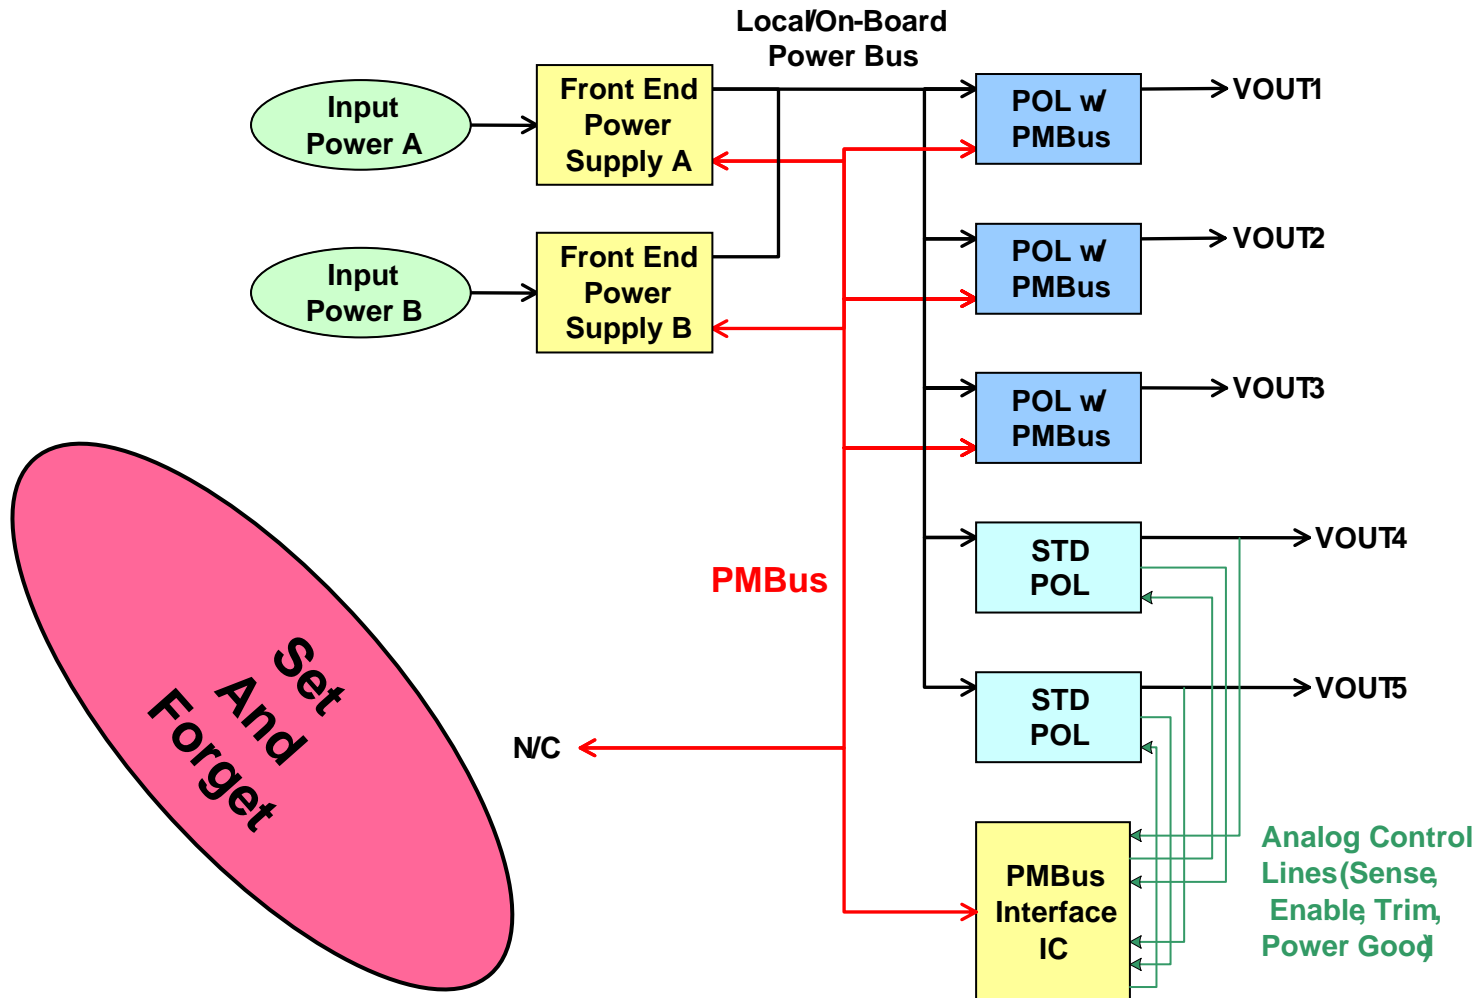 Local/On-Board
Power Bus
Input
Power A
Front End
Power
Supply A
POL w/
PMBus
VOUT1
Input
Power B
Front End
Power
Supply B
POL w/
PMBus
VOUT2
POL w/
PMBus
VOUT3
STD
POL
VOUT4
PMBus
Set
And
Forget
STD
POL
VOUT5
N/C
PMBus
Interface
IC
Analog Control
Lines (Sense,
Enable, Trim,
Power Good)